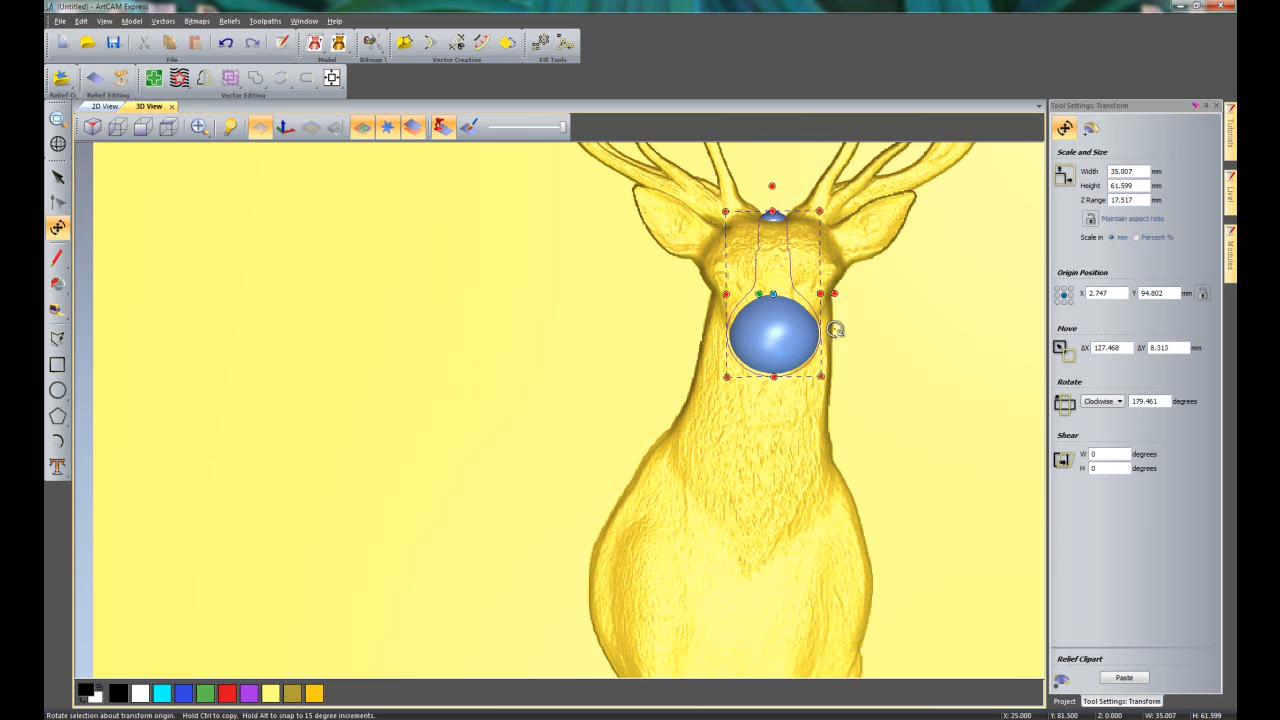 (Untitled) - ArtCAM Express
File Edit View Model Vectors Bitmaps Reliefs Toolpaths Window Help
File Model Bitmap Vector Creation Fill Tools
Relief Relief Editing Vector Editing
2D View 3D View
Tool Settings: Transform
Tutorials
Live!
Modules
Scale and Size
Width 35.007 mm
Height 61.599 mm
Z Range 17.517 mm
Maintain aspect ratio
Scale in mm Percent %
Origin Position
X 2.747 Y 94.802 mm
Move
ΔX 127.468 ΔY 8.313 mm
Rotate
Clockwise 179.461 degrees
Shear
W 0 degrees
H 0 degrees
Relief Clipart
Paste
Project Tool Settings: Transform
Rotate selection about transform origin. Hold Ctrl to copy. Hold Alt to snap to 15 degree increments. X: 25.000 Y: 81.500 Z: 0.000 W: 35.007 H: 61.599